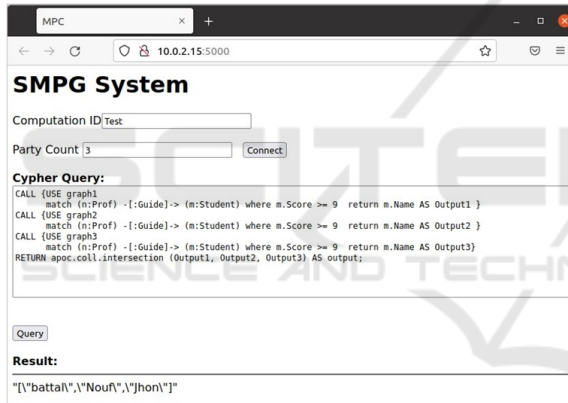 MPC
10.0.2.15:5000
SMPG System
Computation ID Test
Party Count 3 Connect
Cypher Query:
CALL {USE graph1
match (n:Prof) -[:Guide]-> (m:Student) where m.Score >= 9 return m.Name AS Output1 }
CALL {USE graph2
match (n:Prof) -[:Guide]-> (m:Student) where m.Score >= 9 return m.Name AS Output2 }
CALL {USE graph3
match (n:Prof) -[:Guide]-> (m:Student) where m.Score >= 9 return m.Name AS Output3}
RETURN apoc.coll.intersection (Output1, Output2, Output3) AS output;
SCIENCE AND TECHN
Query
Result:
"[\"battal\",\"Nouf\",\"Jhon\"]"